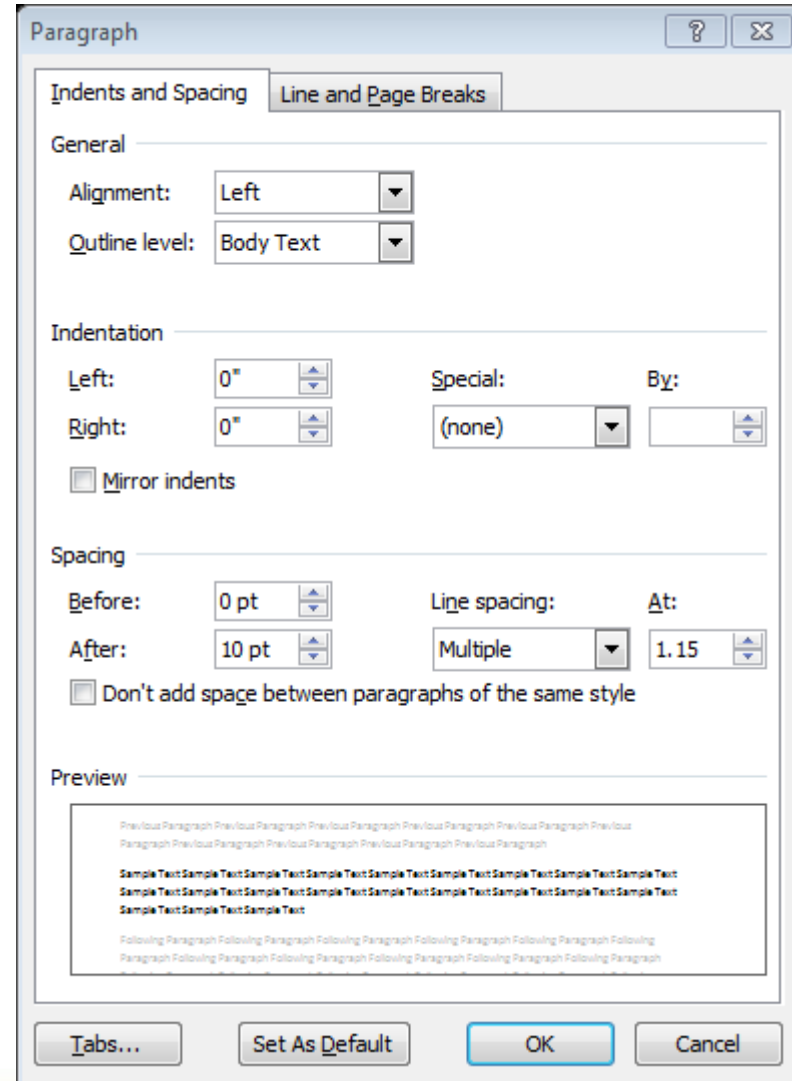 Paragraph
Indents and Spacing Line and Page Breaks
General
Alignment: Left
Outline level: Body Text
Indentation
Left: 0" Special: By:
Right: 0" (none)
Mirror indents
Spacing
Before: 0 pt Line spacing: At:
After: 10 pt Multiple 1.15
Don't add space between paragraphs of the same style
Preview
Previous Paragraph Previous Paragraph Previous Paragraph Previous Paragraph Previous Paragraph Previous
Paragraph Previous Paragraph Previous Paragraph Previous Paragraph Previous Paragraph
Sample Text Sample Text Sample Text Sample Text Sample Text Sample Text Sample Text Sample Text Sample Text
Sample Text Sample Text Sample Text Sample Text Sample Text Sample Text Sample Text Sample Text Sample Text
Sample Text Sample Text Sample Text
Following Paragraph Following Paragraph Following Paragraph Following Paragraph Following Paragraph Following
Paragraph Following Paragraph Following Paragraph Following Paragraph Following Paragraph Following Paragraph
Tabs... Set As Default OK Cancel